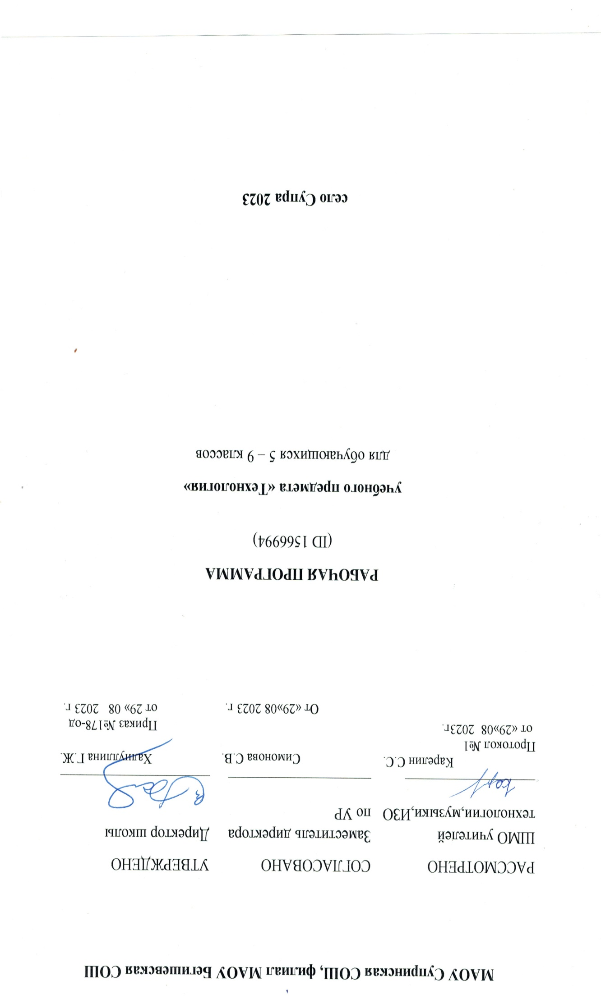 МАОУ Супринская СОШ, филиал МАОУ Бегишевская СОШ
РАССМОТРЕНО
ШМО учителей
технологии,музыки,ИЗО
Карелин С.С.
Протокол №1
от «29»08 2023г.
СОГЛАСОВАНО
Заместитель директора
по УР
Симонова С.В.
От «29»08 2023 г.
УТВЕРЖДЕНО
Директор школы
Халиуллина Г.Ж.
Приказ №178-од
от 29» 08 2023 г.
РАБОЧАЯ ПРОГРАММА
(ID 1566994)
учебного предмета «Технология»
для обучающихся 5 – 9 классов
село Супра 2023